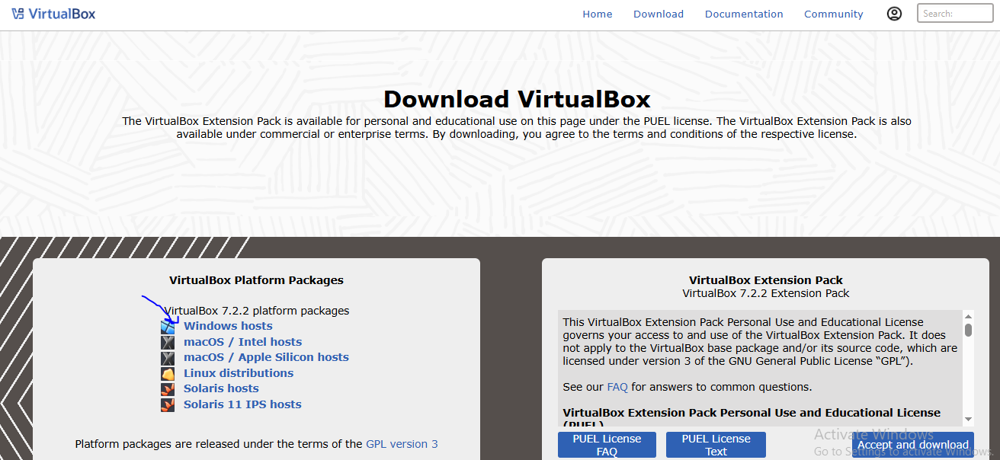 VirtualBox
Home Download Documentation Community Search:
Download VirtualBox
The VirtualBox Extension Pack is available for personal and educational use on this page under the PUEL license. The VirtualBox Extension Pack is also
available under commercial or enterprise terms. By downloading, you agree to the terms and conditions of the respective license.
VirtualBox Platform Packages
VirtualBox 7.2.2 platform packages
Windows hosts
macOS / Intel hosts
macOS / Apple Silicon hosts
Linux distributions
Solaris hosts
Solaris 11 IPS hosts
Platform packages are released under the terms of the GPL version 3
VirtualBox Extension Pack
VirtualBox 7.2.2 Extension Pack
This VirtualBox Extension Pack Personal Use and Educational License
governs your access to and use of the VirtualBox Extension Pack. It does
not apply to the VirtualBox base package and/or its source code, which are
licensed under version 3 of the GNU General Public License “GPL”).
See our FAQ for answers to common questions.
VirtualBox Extension Pack Personal Use and Educational License
(PUEL)
PUEL License
FAQ
PUEL License
Text
Accept and download
Activate Windows
Go to Settings to activate Windows.